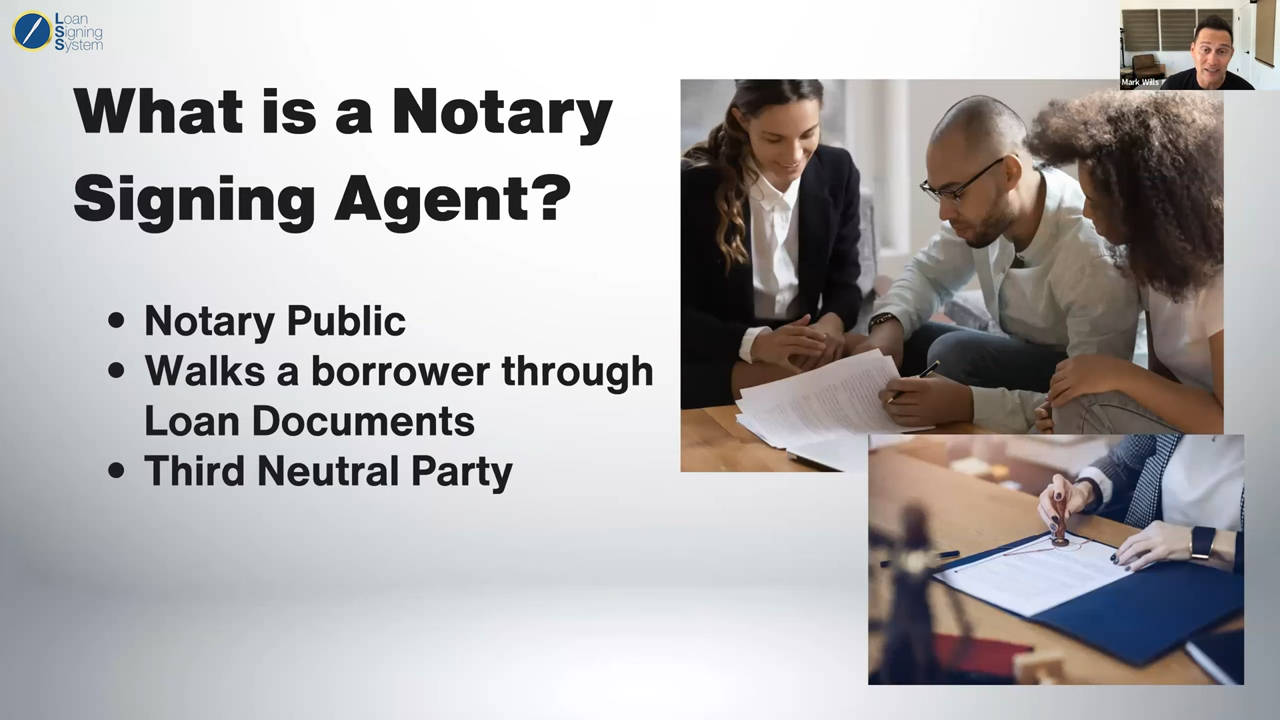 Loan
Signing
System
Mark Wills
What is a Notary
Signing Agent?
• Notary Public
• Walks a borrower through
Loan Documents
• Third Neutral Party